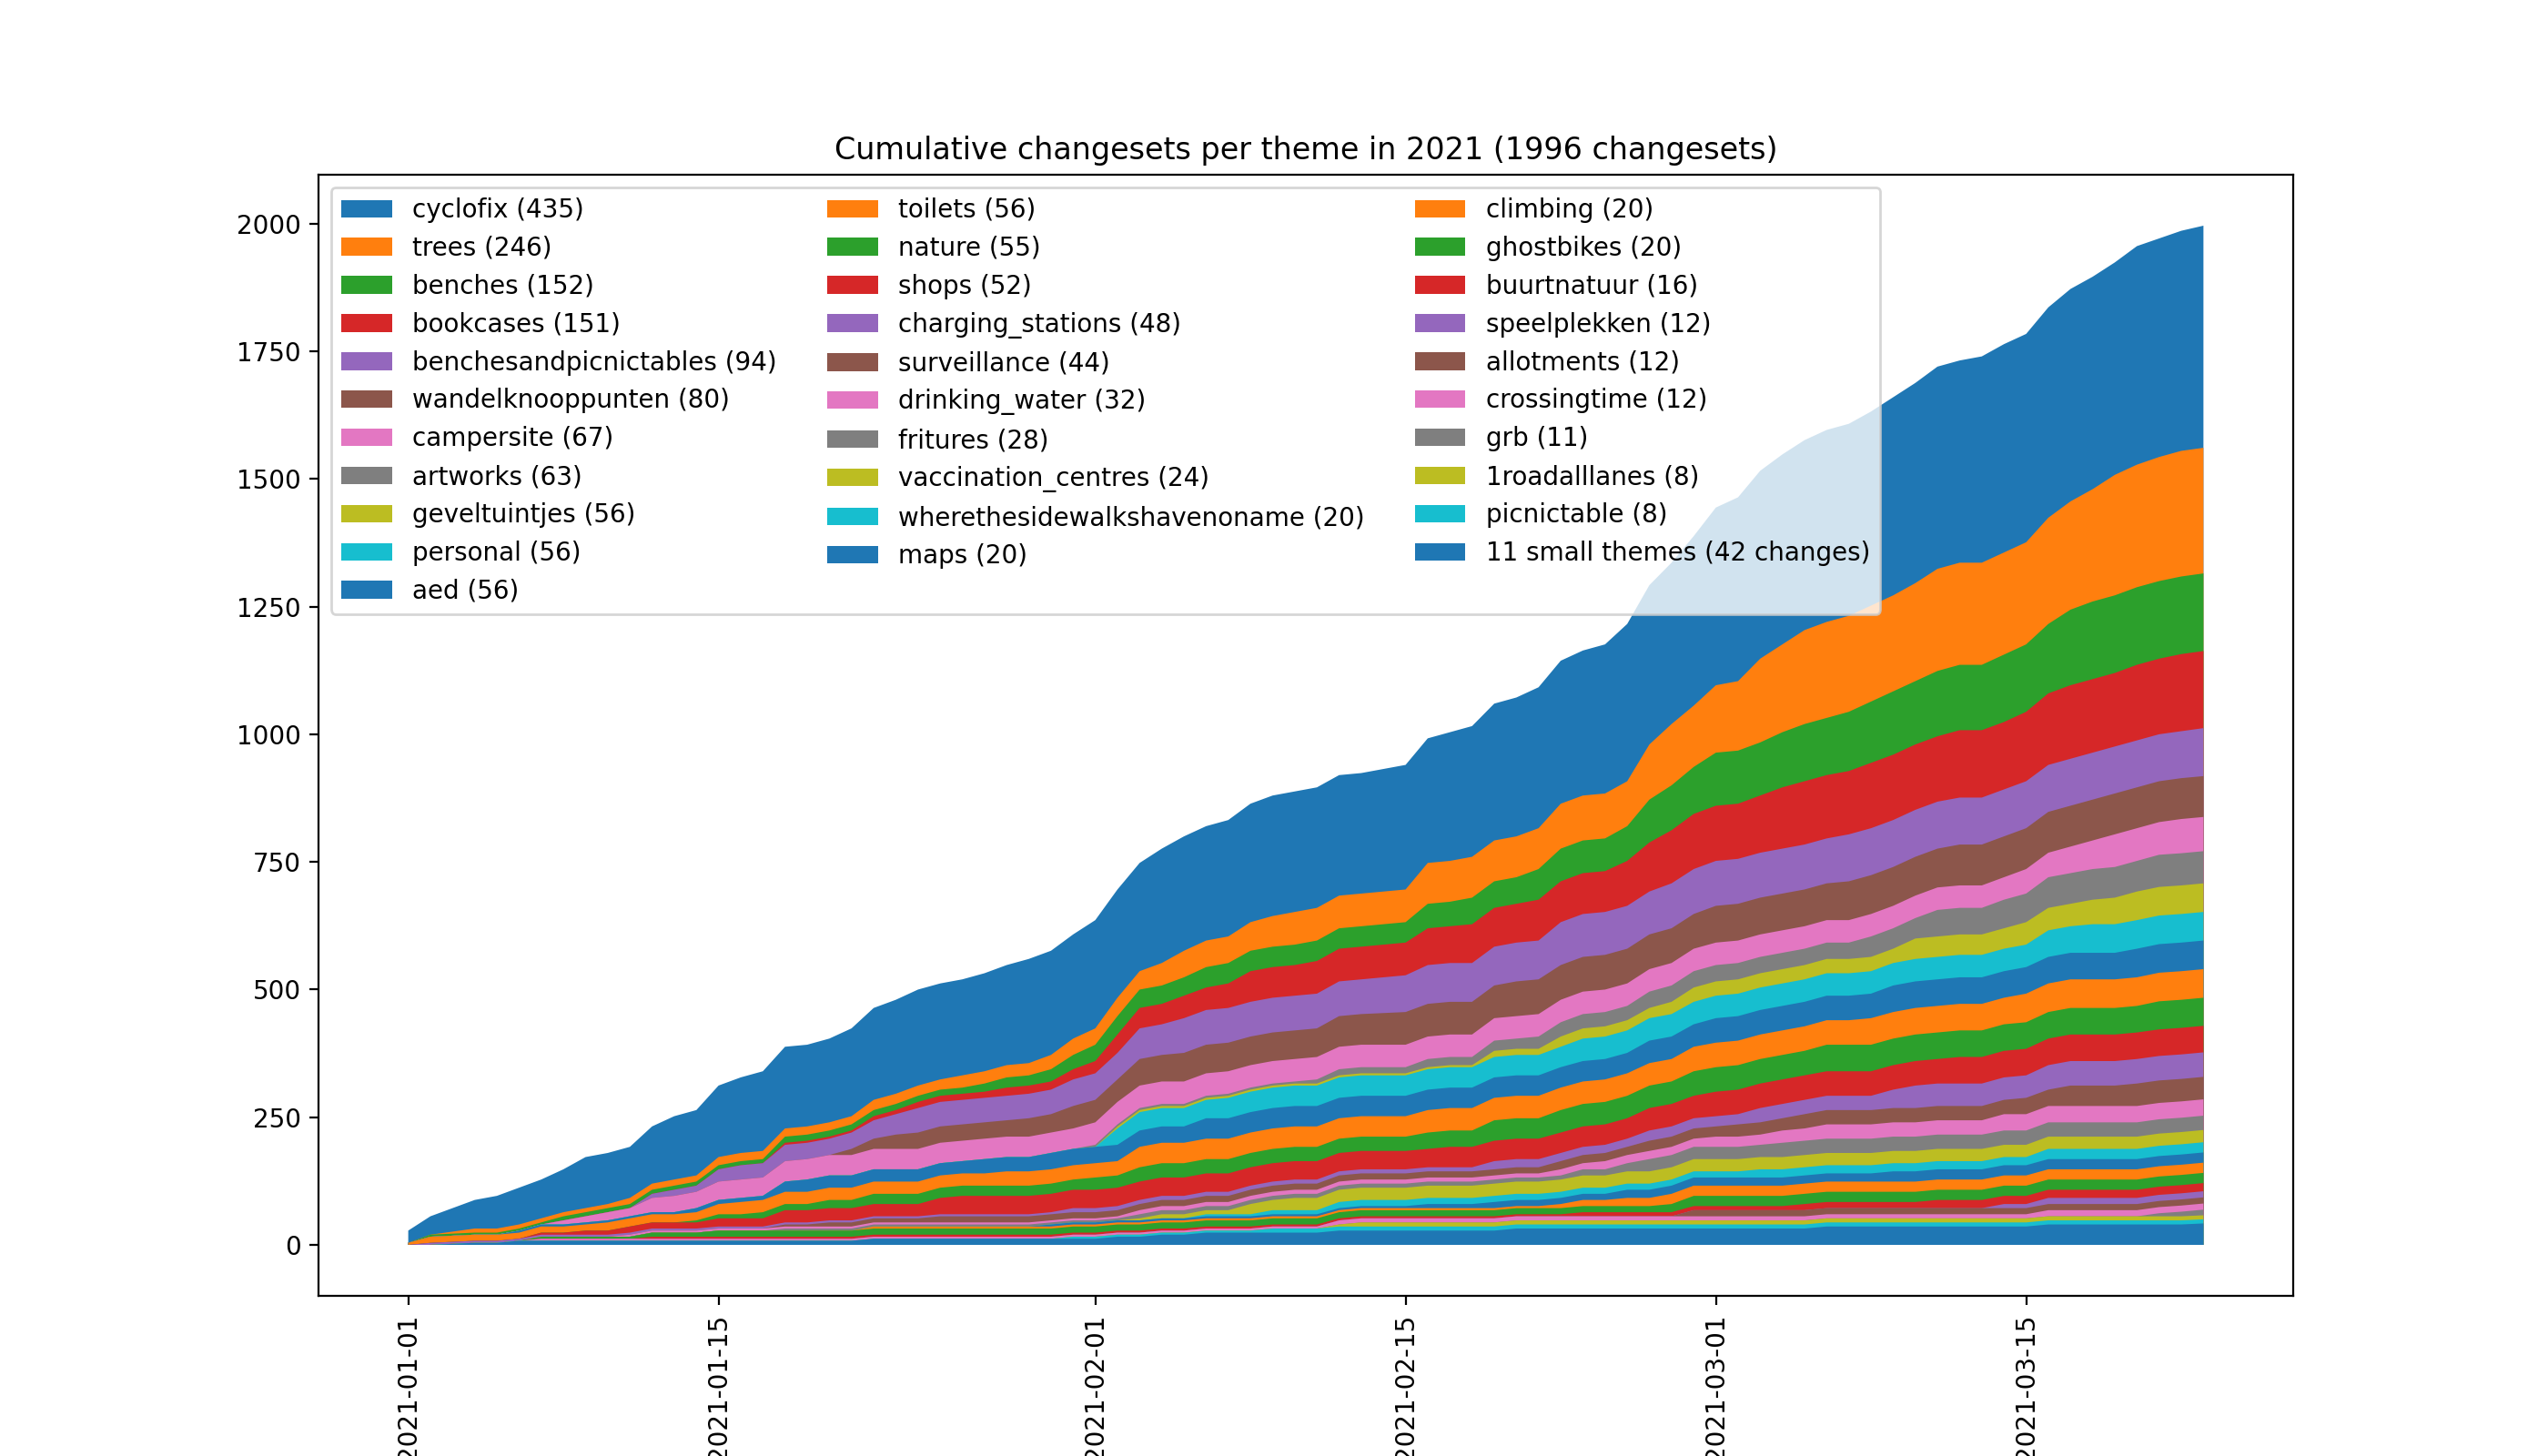 Cumulative changesets per theme in 2021 (1996 changesets)
cyclofix (435)
trees (246)
benches (152)
bookcases (151)
benchesandpicnictables (94)
wandelknooppunten (80)
campersite (67)
artworks (63)
geveltuintjes (56)
personal (56)
aed (56)
toilets (56)
nature (55)
shops (52)
charging_stations (48)
surveillance (44)
drinking_water (32)
fritures (28)
vaccination_centres (24)
wherethesidewalkshavenoname (20)
maps (20)
climbing (20)
ghostbikes (20)
buurtnatuur (16)
speelplekken (12)
allotments (12)
crossingtime (12)
grb (11)
1roadalllanes (8)
picnictable (8)
11 small themes (42 changes)
2000
1750
1500
1250
1000
750
500
250
0
2021-01-01
2021-01-15
2021-02-01
2021-02-15
2021-03-01
2021-03-15